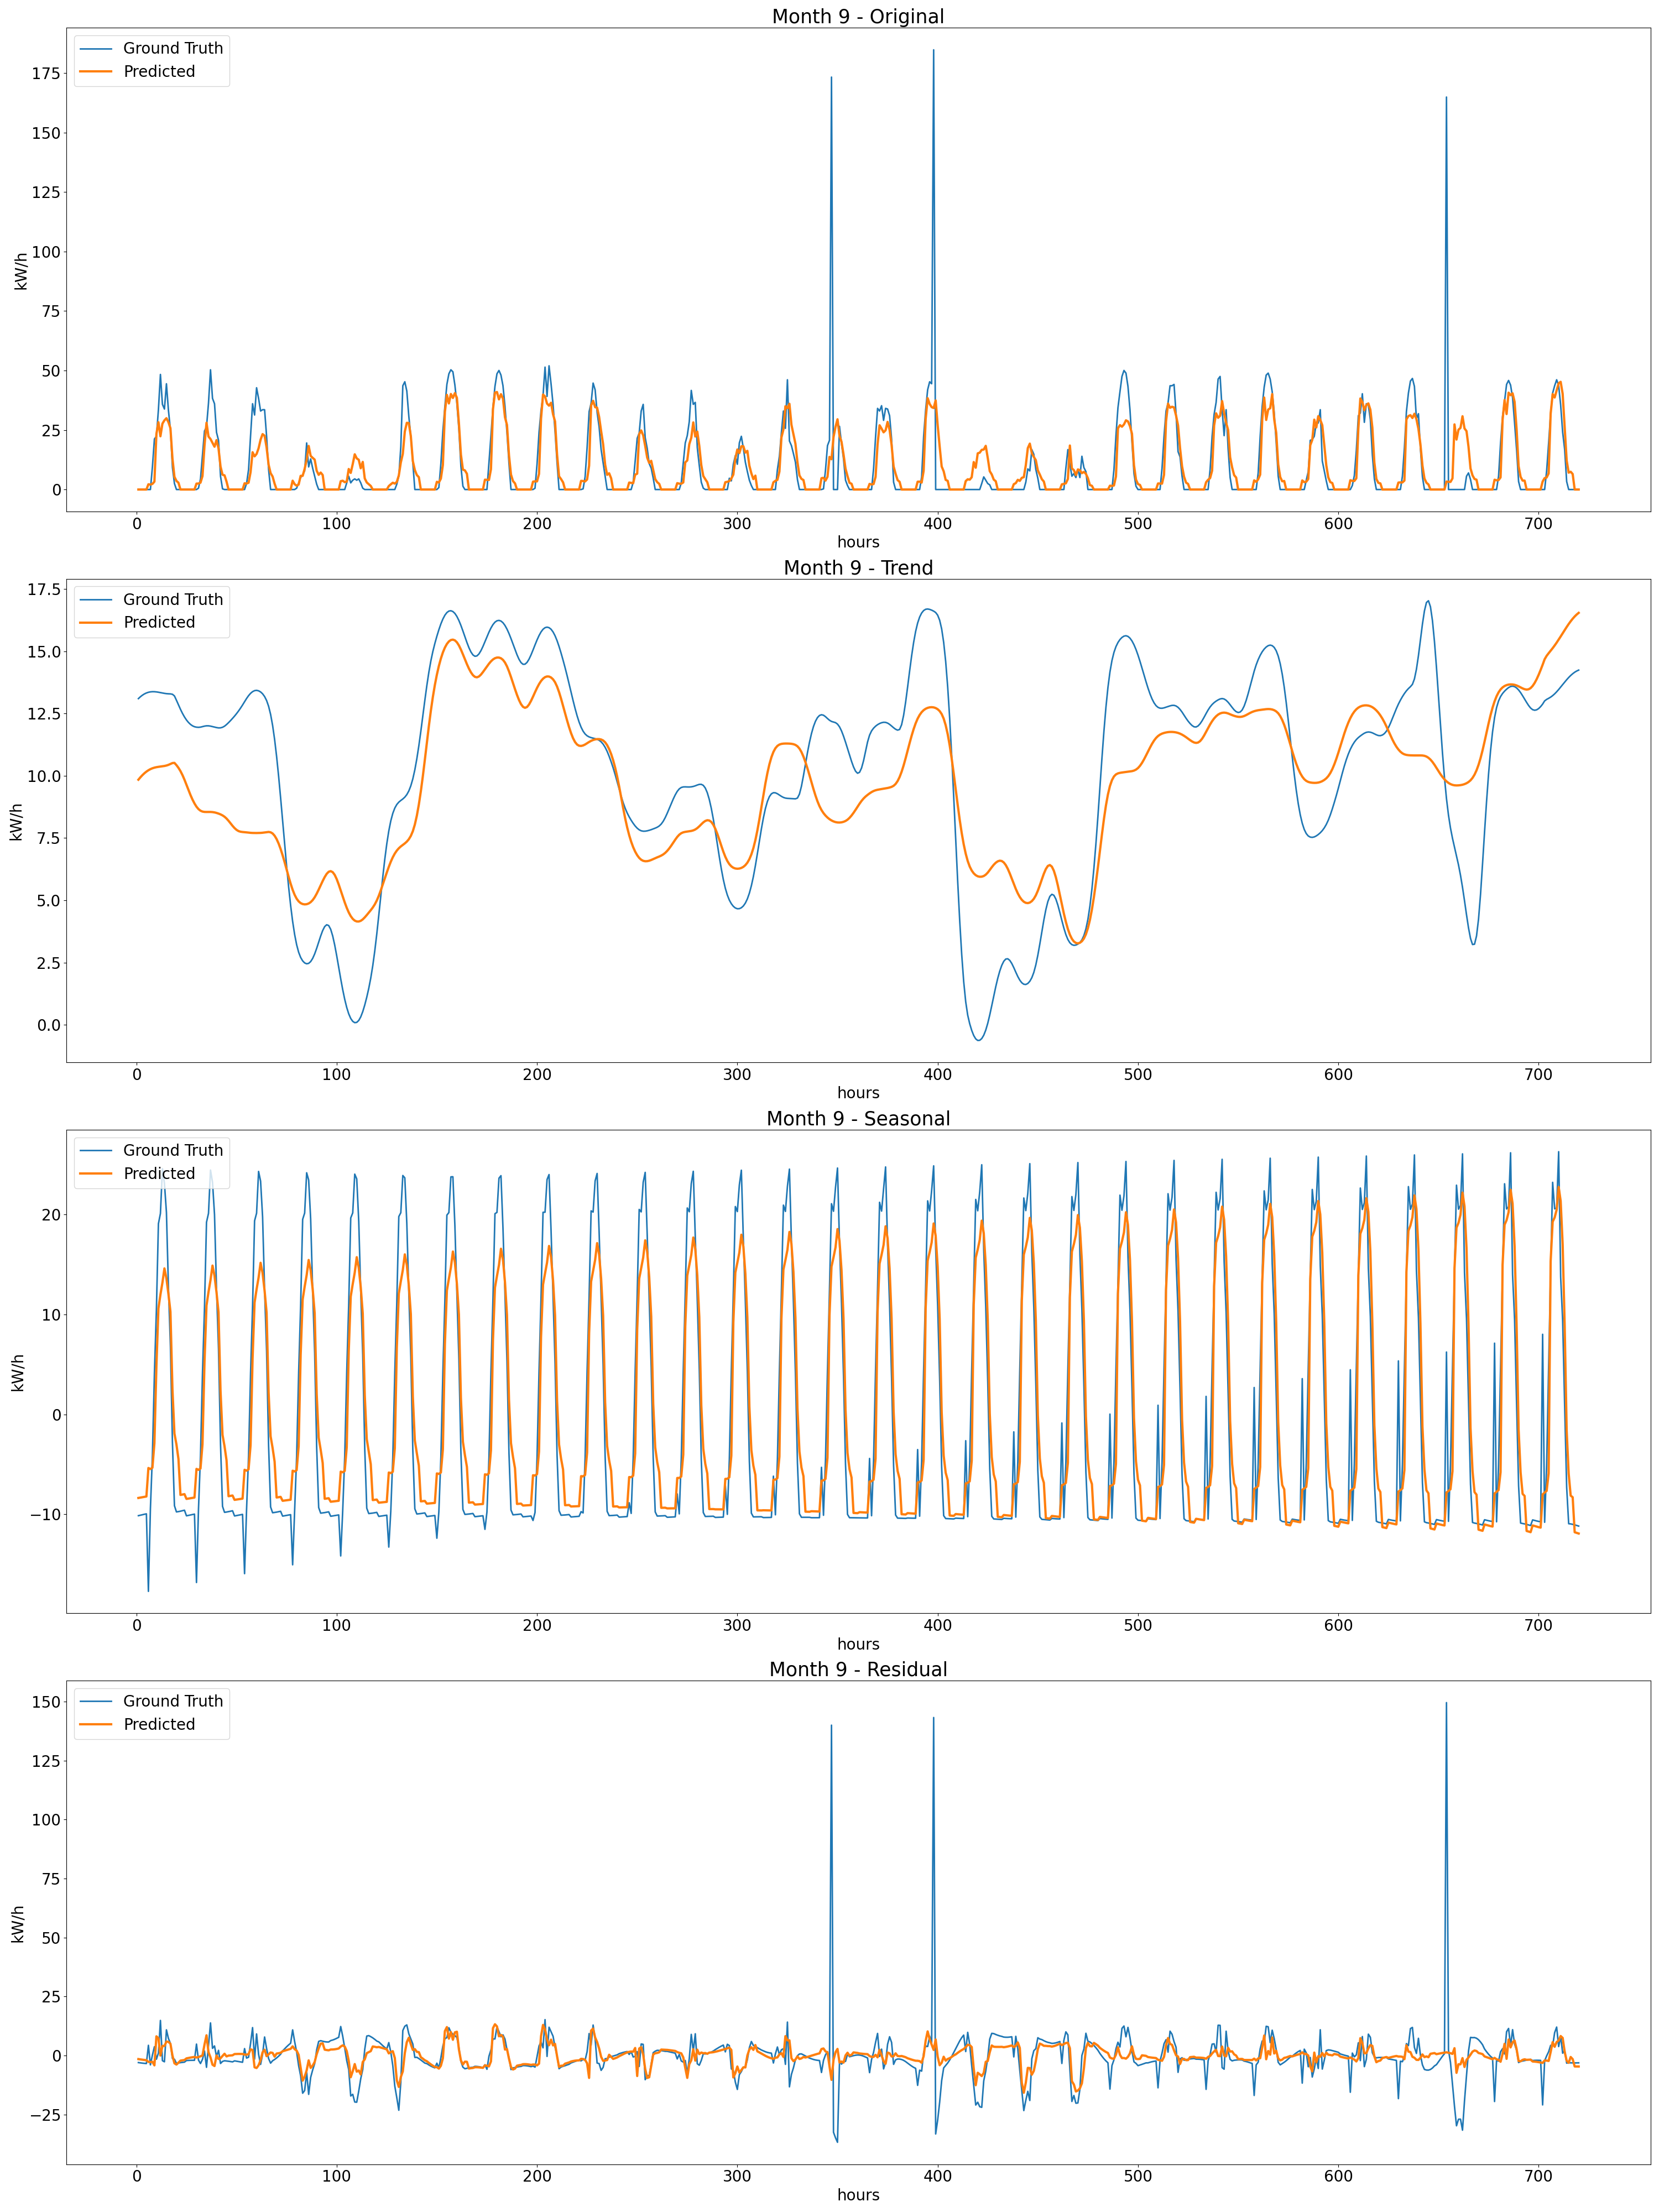 Month 9 - Original
Ground Truth
Predicted
kW/h
175
150
125
100
75
50
25
0
0 100 200 300 400 500 600 700
hours
Month 9 - Trend
Ground Truth
Predicted
kW/h
17.5
15.0
12.5
10.0
7.5
5.0
2.5
0.0
0 100 200 300 400 500 600 700
hours
Month 9 - Seasonal
Ground Truth
Predicted
kW/h
20
10
0
−10
0 100 200 300 400 500 600 700
hours
Month 9 - Residual
Ground Truth
Predicted
kW/h
150
125
100
75
50
25
0
−25
0 100 200 300 400 500 600 700
hours